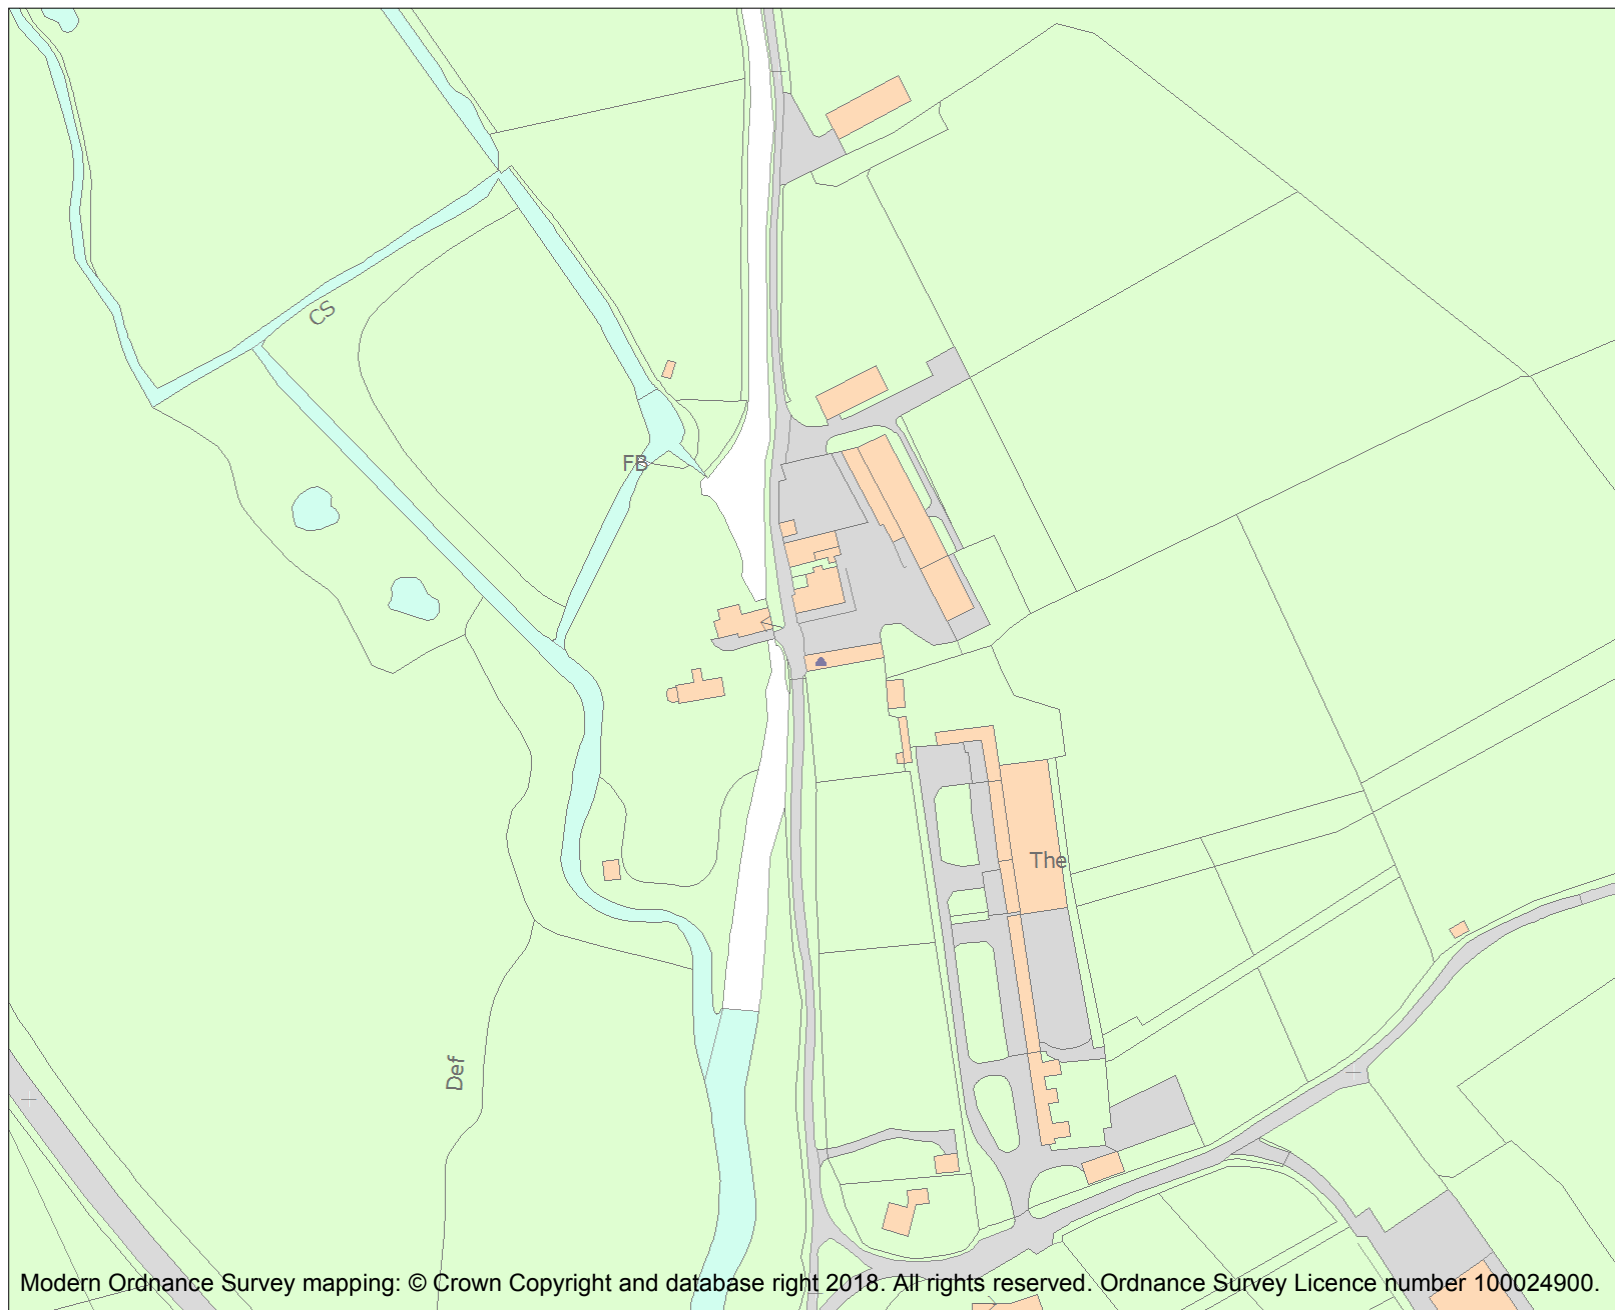 CS
FB
The
Def
Modern Ordnance Survey mapping: © Crown Copyright and database right 2018. All rights reserved. Ordnance Survey Licence number 100024900.